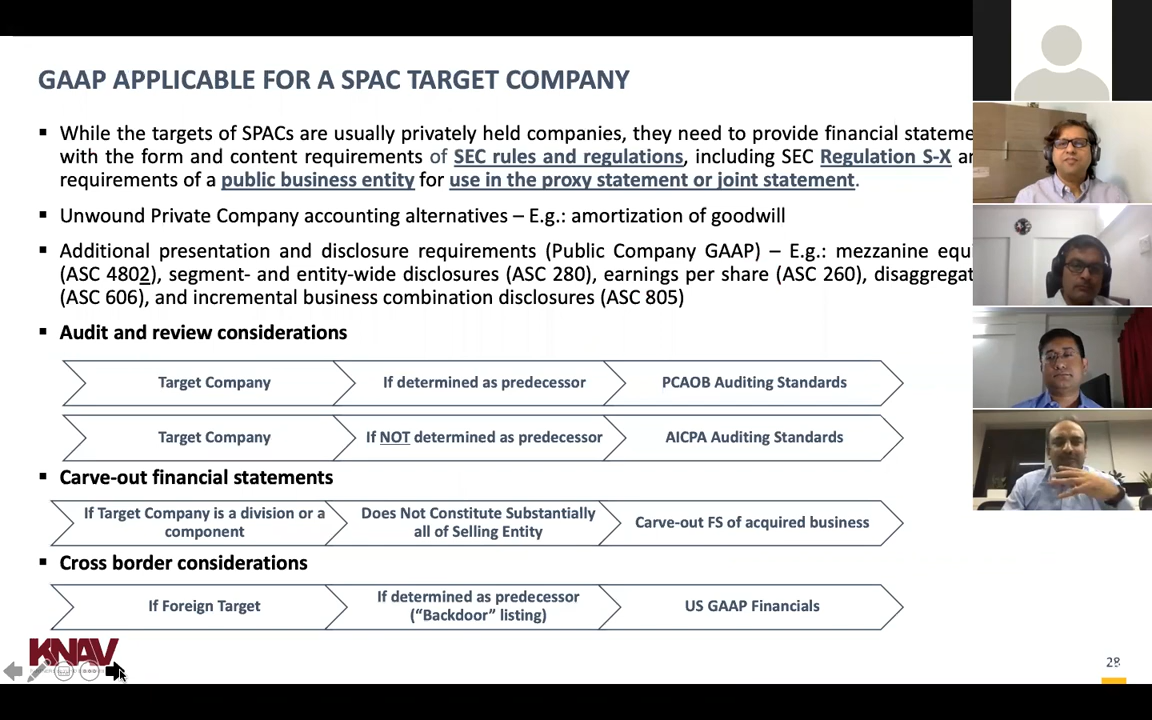 GAAP APPLICABLE FOR A SPAC TARGET COMPANY
▪ While the targets of SPACs are usually privately held companies, they need to provide financial
with the form and content requirements of SEC rules and regulations, including SEC Regulation S-X
requirements of a public business entity for use in the proxy statement or joint statement.
▪ Unwound Private Company accounting alternatives – E.g.: amortization of goodwill
▪ Additional presentation and disclosure requirements (Public Company GAAP) – E.g.: mezzanine
(ASC 4802), segment- and entity-wide disclosures (ASC 280), earnings per share (ASC 260),
(ASC 606), and incremental business combination disclosures (ASC 805)
▪ Audit and review considerations
Target Company If determined as predecessor PCAOB Auditing Standards
Target Company If NOT determined as predecessor AICPA Auditing Standards
▪ Carve-out financial statements
If Target Company is a division or a component Does Not Constitute Substantially all of Selling Entity Carve-out FS of acquired business
▪ Cross border considerations
If Foreign Target If determined as predecessor ("Backdoor" listing) US GAAP Financials
KNAV
28